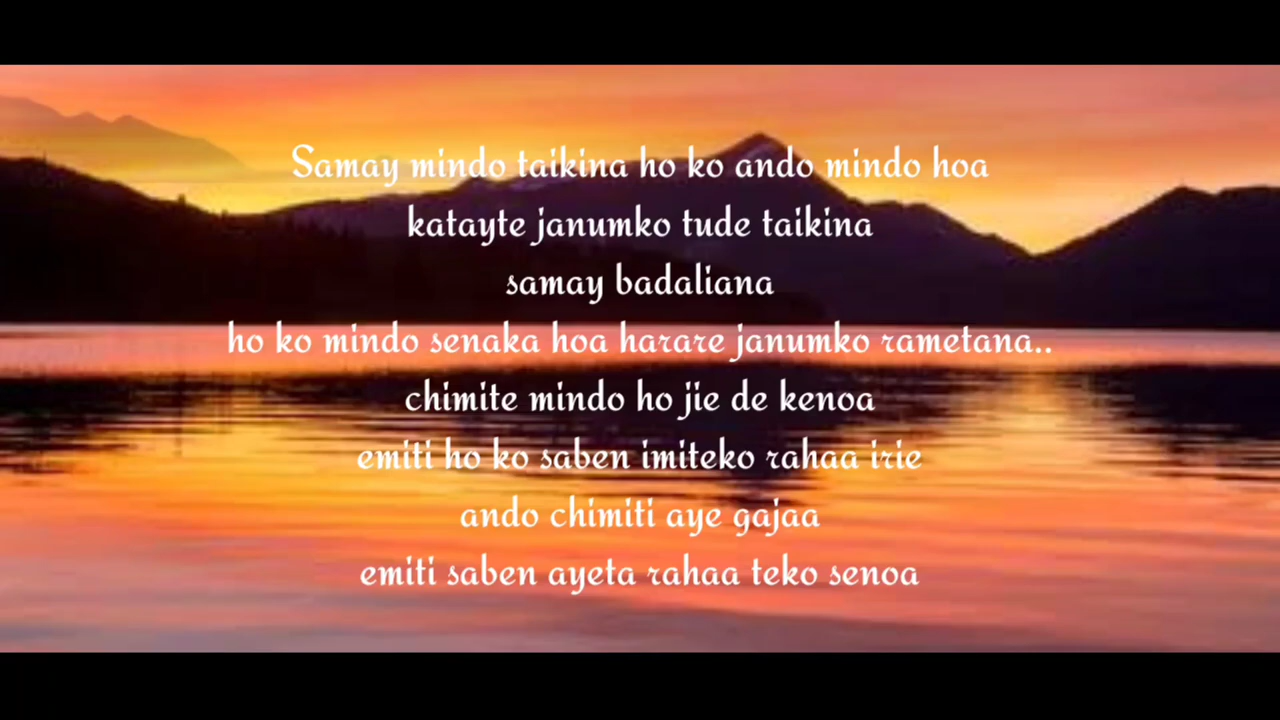 Samay mindo taikina ho ko ando mindo hoa
katayte janumko tude taikina
samay badaliana
ho ko mindo senaka hoa harare janumko rametana..
chimite mindo ho jie de kenoa
emiti ho ko saben imiteko rahaa irie
ando chimiti aye gajaa
emiti saben ayeta rahaa teko senoa